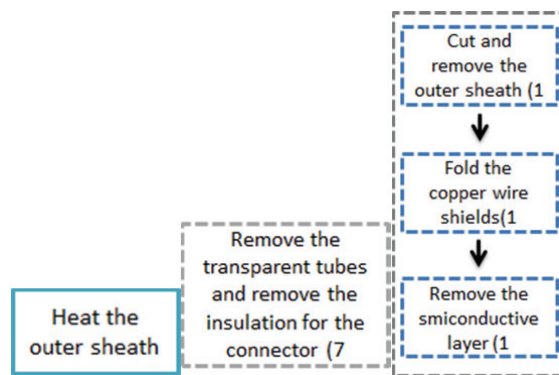 Cut and
remove the
outer sheath (1
Fold the
copper wire
shields(1
Remove the
smiconductive
layer (1
Remove the
transparent tubes
and remove the
insulation for the
connector (7
Heat the
outer sheath